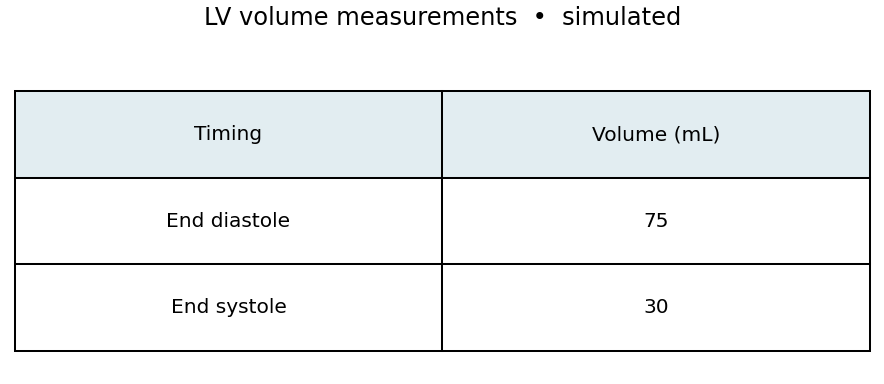 LV volume measurements • simulated
Timing Volume (mL)
End diastole 75
End systole 30